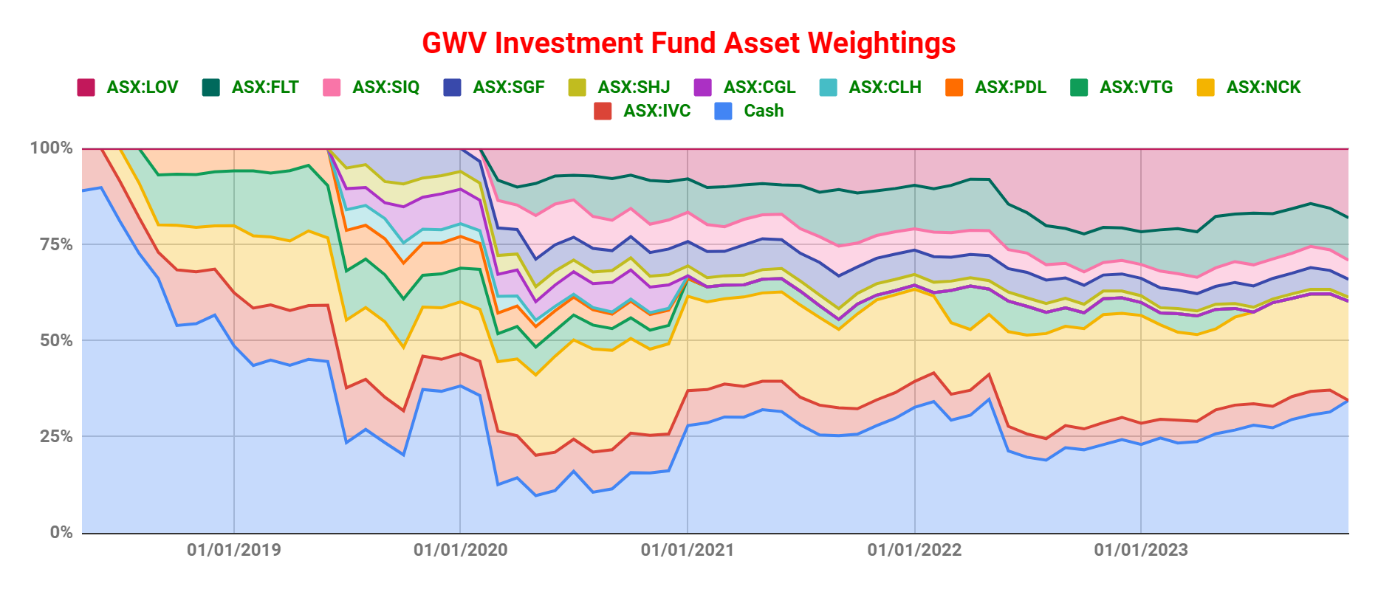 GWV Investment Fund Asset Weightings
ASX:LOV ASX:FLT ASX:SIQ ASX:SGF ASX:SHJ ASX:CGL ASX:CLH ASX:PDL ASX:VTG ASX:NCK
ASX:IVC Cash
100%
75%
50%
25%
0%
01/01/2019 01/01/2020 01/01/2021 01/01/2022 01/01/2023